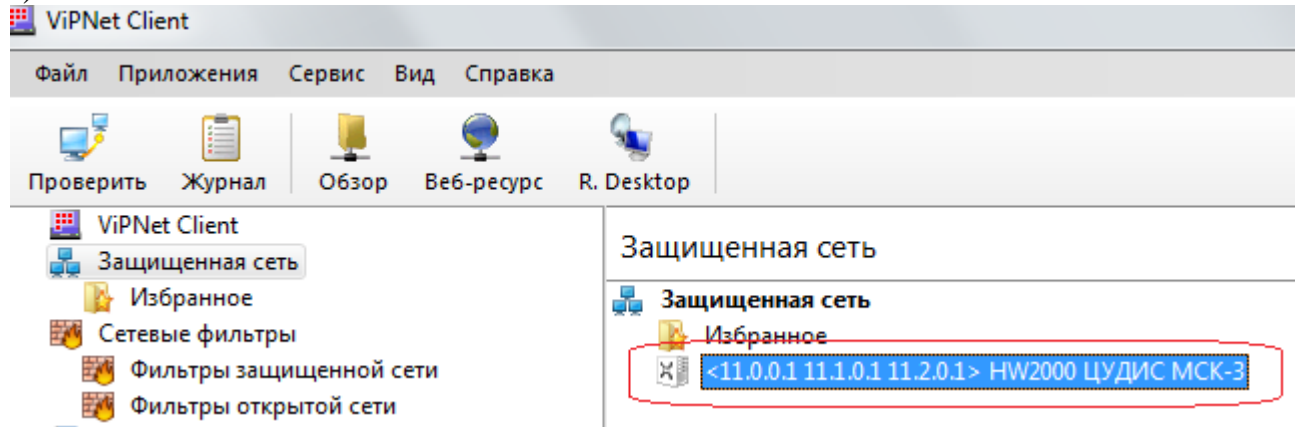 )
ViPNet Client
Файл Приложения Сервис Вид Справка
Проверить Журнал Обзор Веб-ресурс R. Desktop
ViPNet Client
Защищенная сеть
Избранное
Сетевые фильтры
Фильтры защищенной сети
Фильтры открытой сети
Защищенная сеть
Защищенная сеть
Избранное
<11.0.0.1 11.1.0.1 11.2.0.1> HW2000 ЦУДИС МСК-3